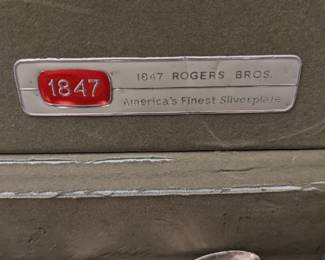 1847
1847 ROGERS BROS.
America's Finest Silverplate